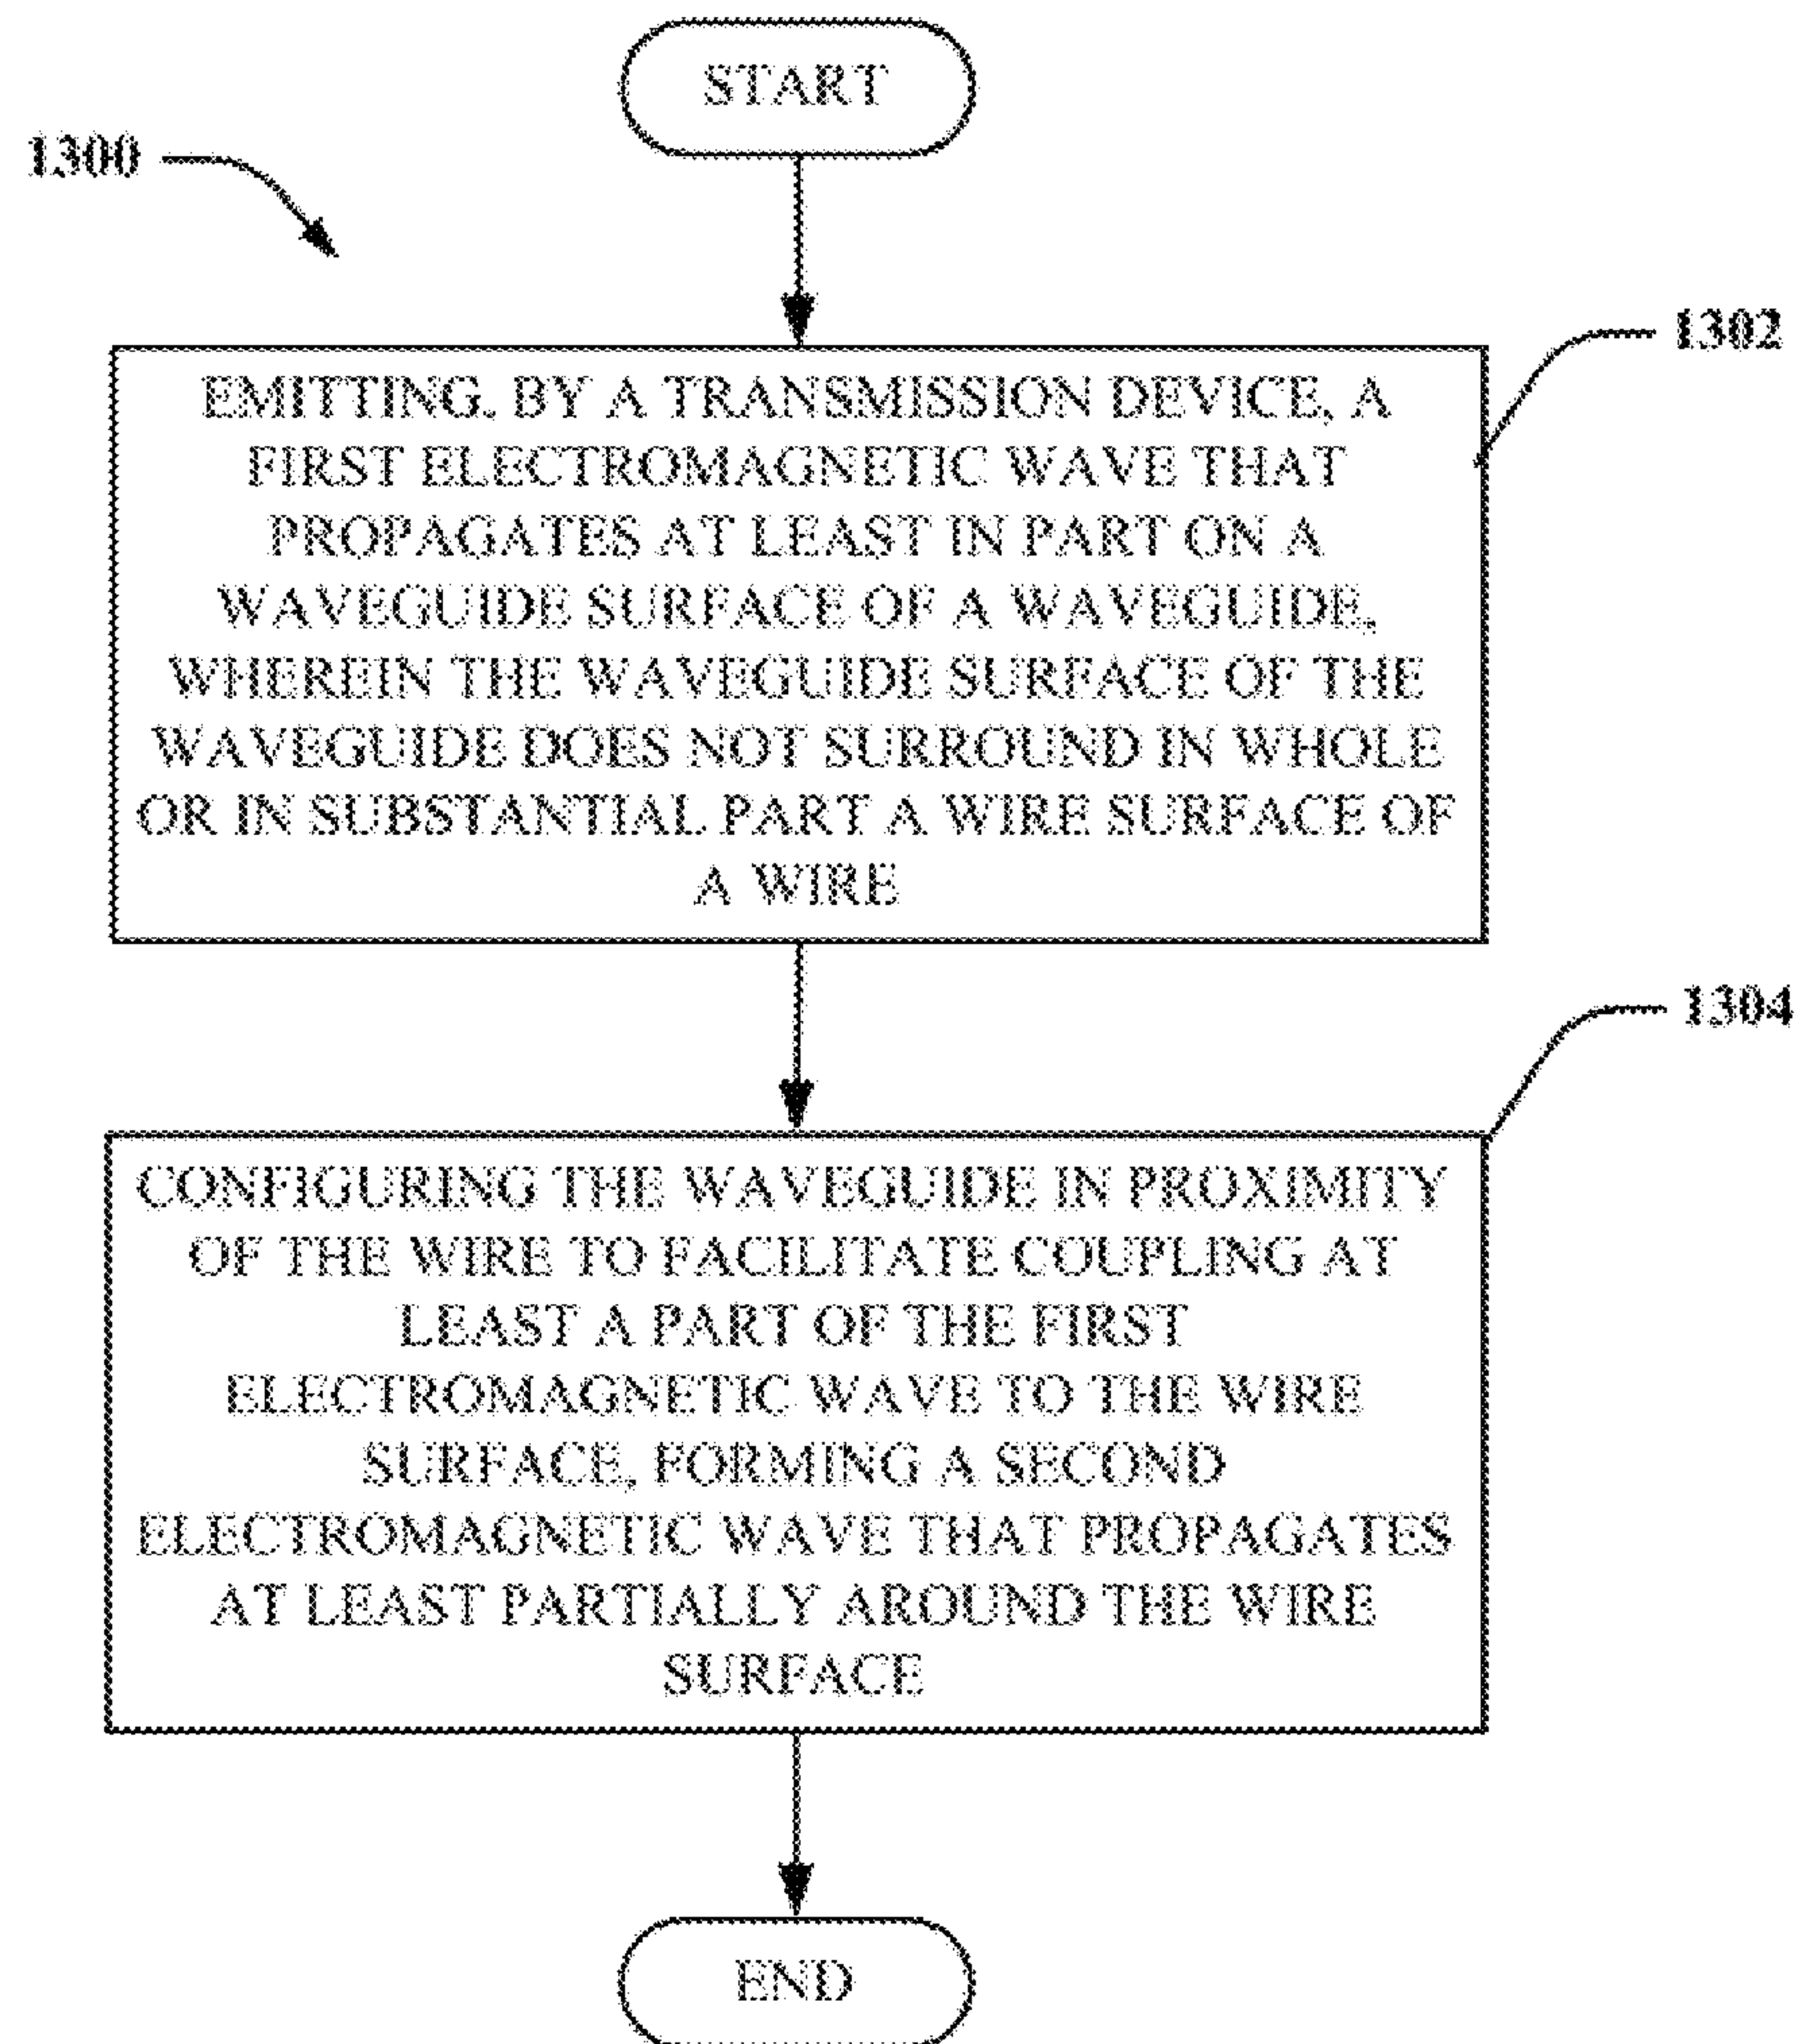 START
1300
1302
EMITTING, BY A TRANSMISSION DEVICE, A
FIRST ELECTROMAGNETIC WAVE THAT
PROPAGATES AT LEAST IN PART ON A
WAVEGUIDE SURFACE OF A WAVEGUIDE,
WHEREIN THE WAVEGUIDE SURFACE OF THE
WAVEGUIDE DOES NOT SURROUND IN WHOLE
OR IN SUBSTANTIAL PART A WIRE SURFACE OF
A WIRE
1304
CONFIGURING THE WAVEGUIDE IN PROXIMITY
OF THE WIRE TO FACILITATE COUPLING AT
LEAST A PART OF THE FIRST
ELECTROMAGNETIC WAVE TO THE WIRE
SURFACE, FORMING A SECOND
ELECTROMAGNETIC WAVE THAT PROPAGATES
AT LEAST PARTIALLY AROUND THE WIRE
SURFACE
END